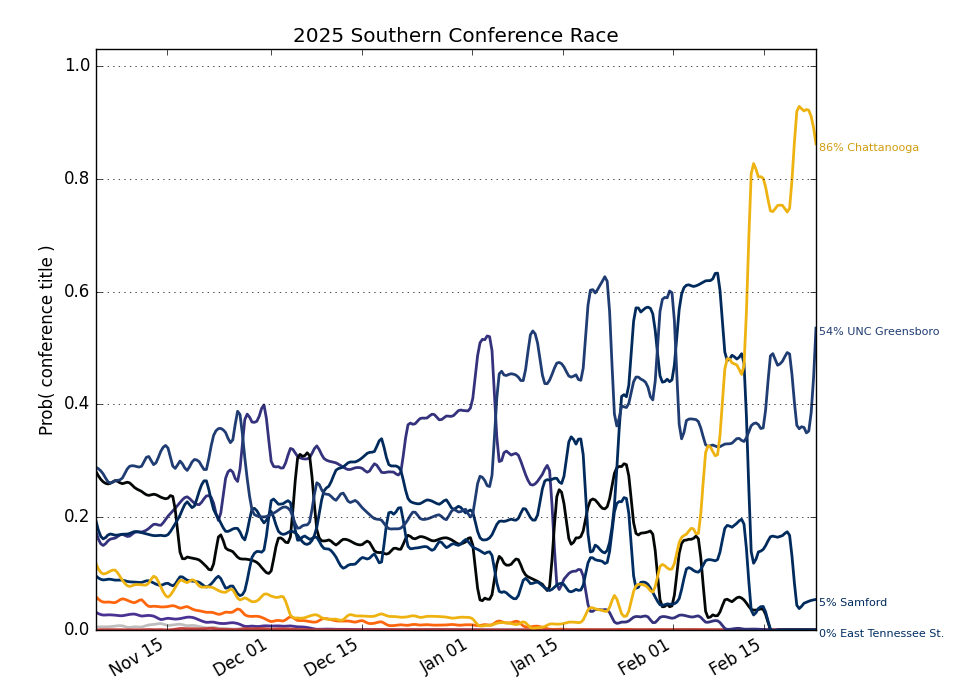 2025 Southern Conference Race
1.0
0.8
0.6
0.4
0.2
0.0
Prob( conference title )
86% Chattanooga
54% UNC Greensboro
5% Samford
0% East Tennessee St.
Nov 15
Dec 01
Dec 15
Jan 01
Jan 15
Feb 01
Feb 15